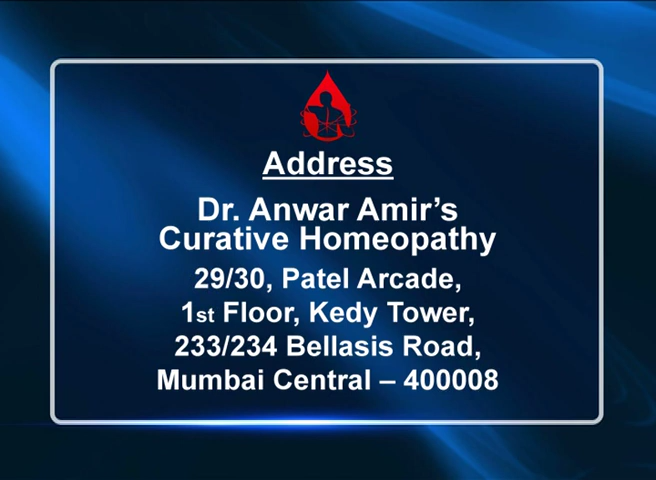 Address
Dr. Anwar Amir's
Curative Homeopathy
29/30, Patel Arcade,
1st Floor, Kedy Tower,
233/234 Bellasis Road,
Mumbai Central – 400008